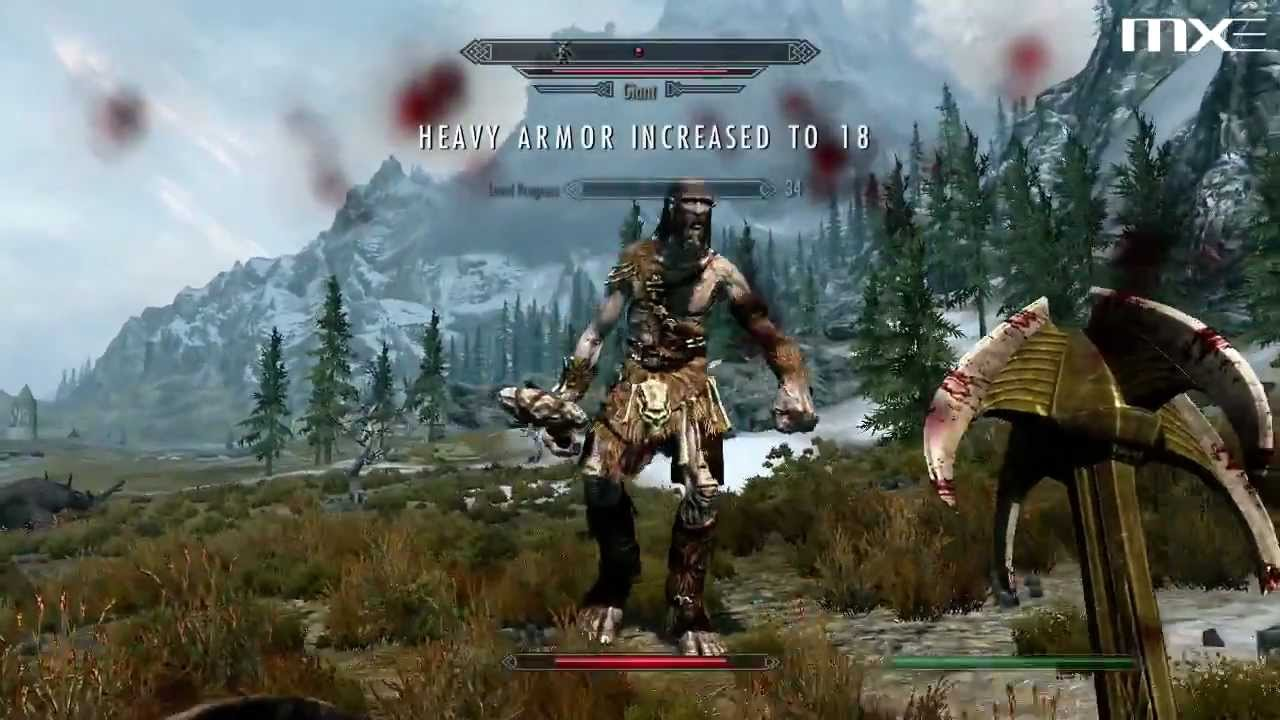 MXE
Giant
HEAVY ARMOR INCREASED TO 18
Level Progress 34